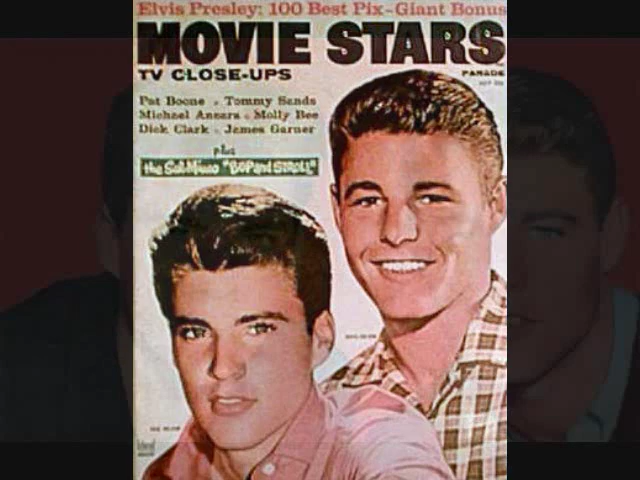 Elvis Presley: 100 Best Pix-Giant Bonus
MOVIE STARS
TV CLOSE-UPS
PARADE
Pat Boone • Tommy Sands
Michael Ansara • Molly Bee
Dick Clark • James Garner
plus
the Sal Mineo "BOP and STROLL"